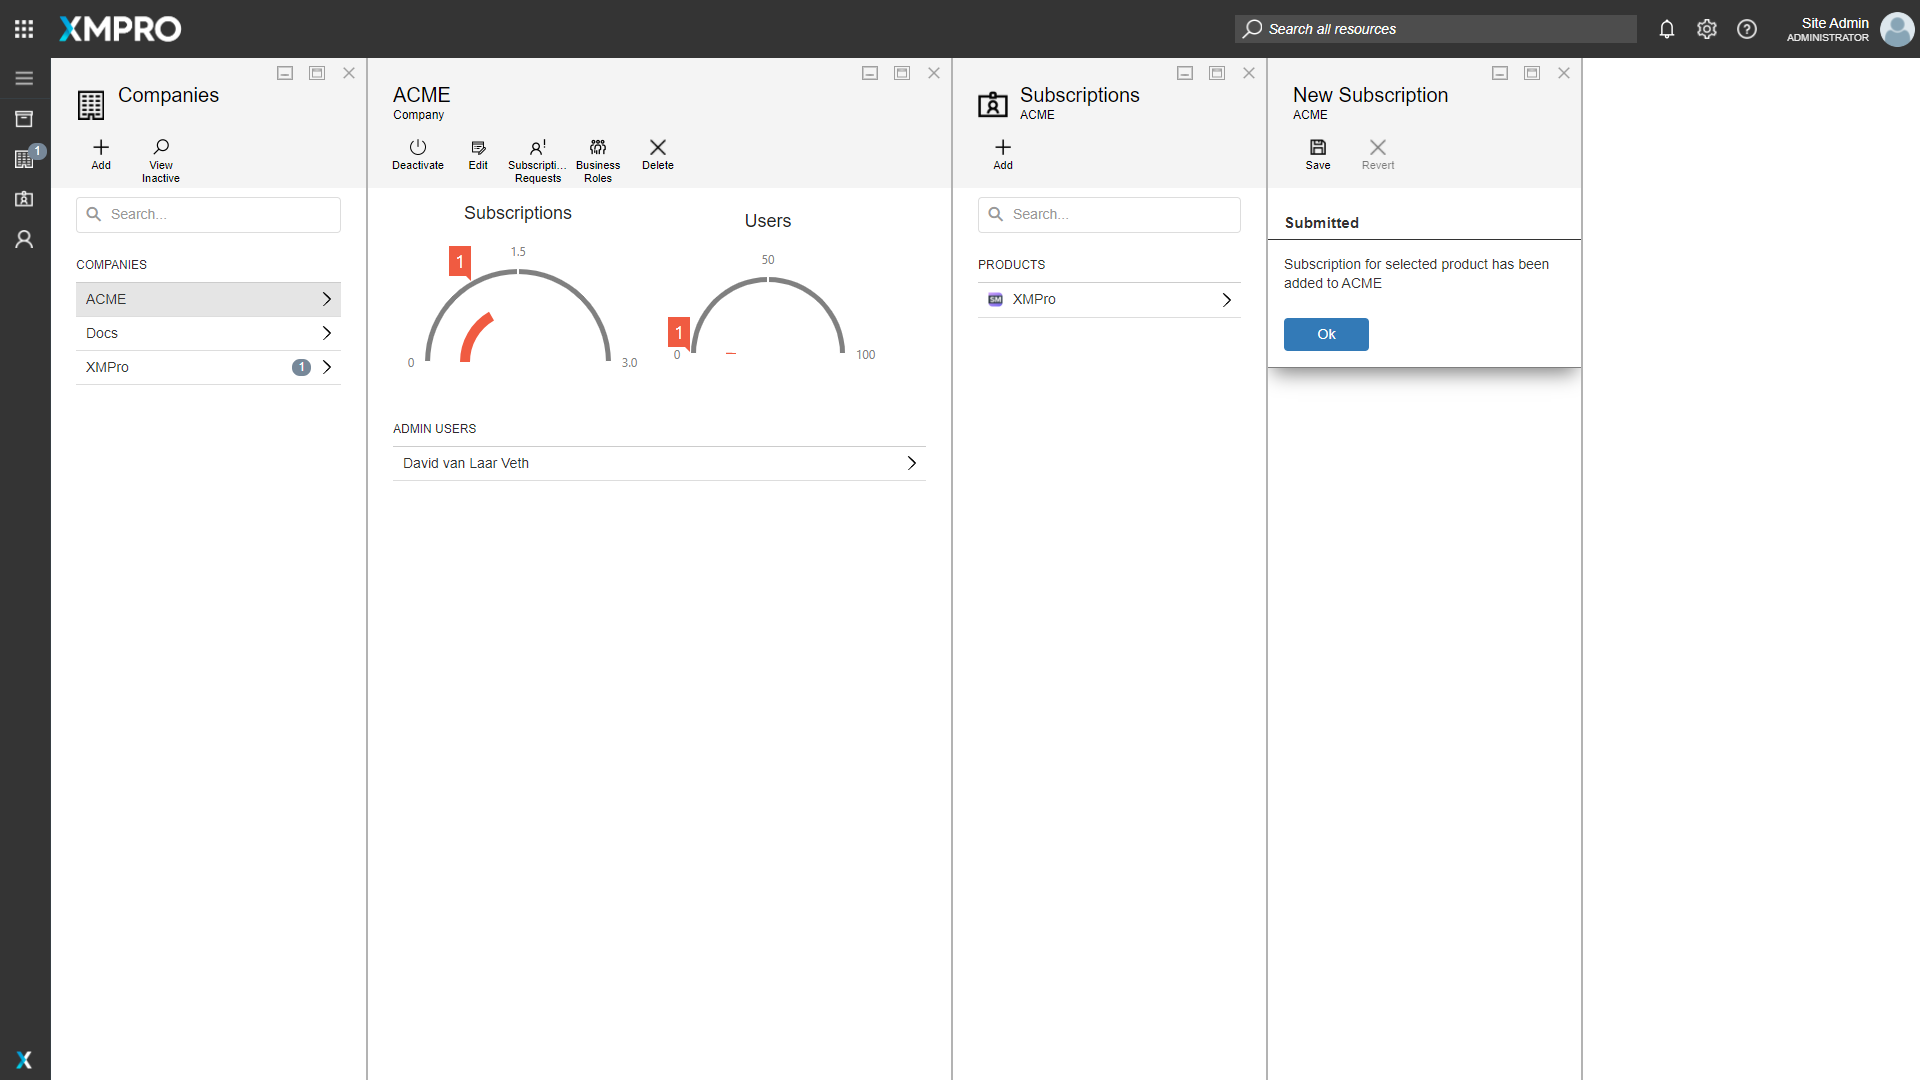 XMPRO
Search all resources
Site Admin
ADMINISTRATOR
1
Companies
Add
View
Inactive
Search...
COMPANIES
ACME
Docs
XMPro
1
ACME
Company
Deactivate
Edit
Subscripti...
Requests
Business
Roles
Delete
Subscriptions
1
1.5
0
3.0
Users
50
1
0
100
ADMIN USERS
David van Laar Veth
Subscriptions
ACME
Add
Search...
PRODUCTS
SM XMPro
New Subscription
ACME
Save
Revert
Submitted
Subscription for selected product has been
added to ACME
Ok
X